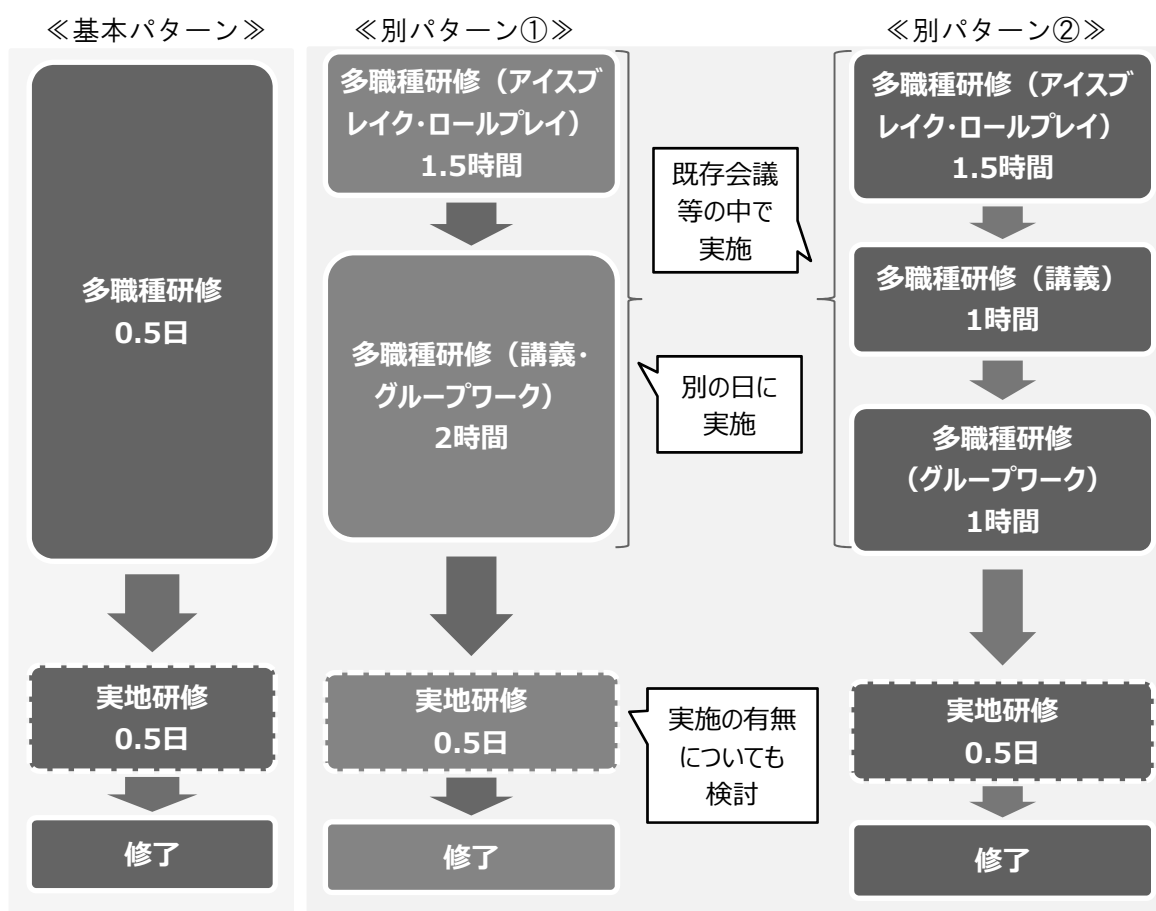 ≪基本パターン≫
多職種研修
0.5日
実地研修
0.5日
修了
≪別パターン①≫
多職種研修（アイスブ
レイク・ロールプレイ）
1.5時間
多職種研修（講義・
グループワーク）
2時間
実地研修
0.5日
修了
既存会議
等の中で
実施
別の日に
実施
実施の有無
についても
検討
≪別パターン②≫
多職種研修（アイスブ
レイク・ロールプレイ）
1.5時間
多職種研修（講義）
1時間
多職種研修
（グループワーク）
1時間
実地研修
0.5日
修了